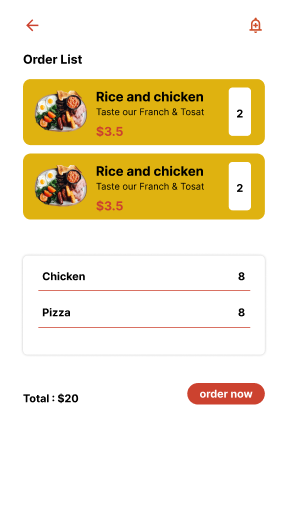 Order List
Rice and chicken
Taste our Franch & Tosat
$3.5
2
Rice and chicken
Taste our Franch & Tosat
$3.5
2
Chicken 8
Pizza 8
Total : $20
order now